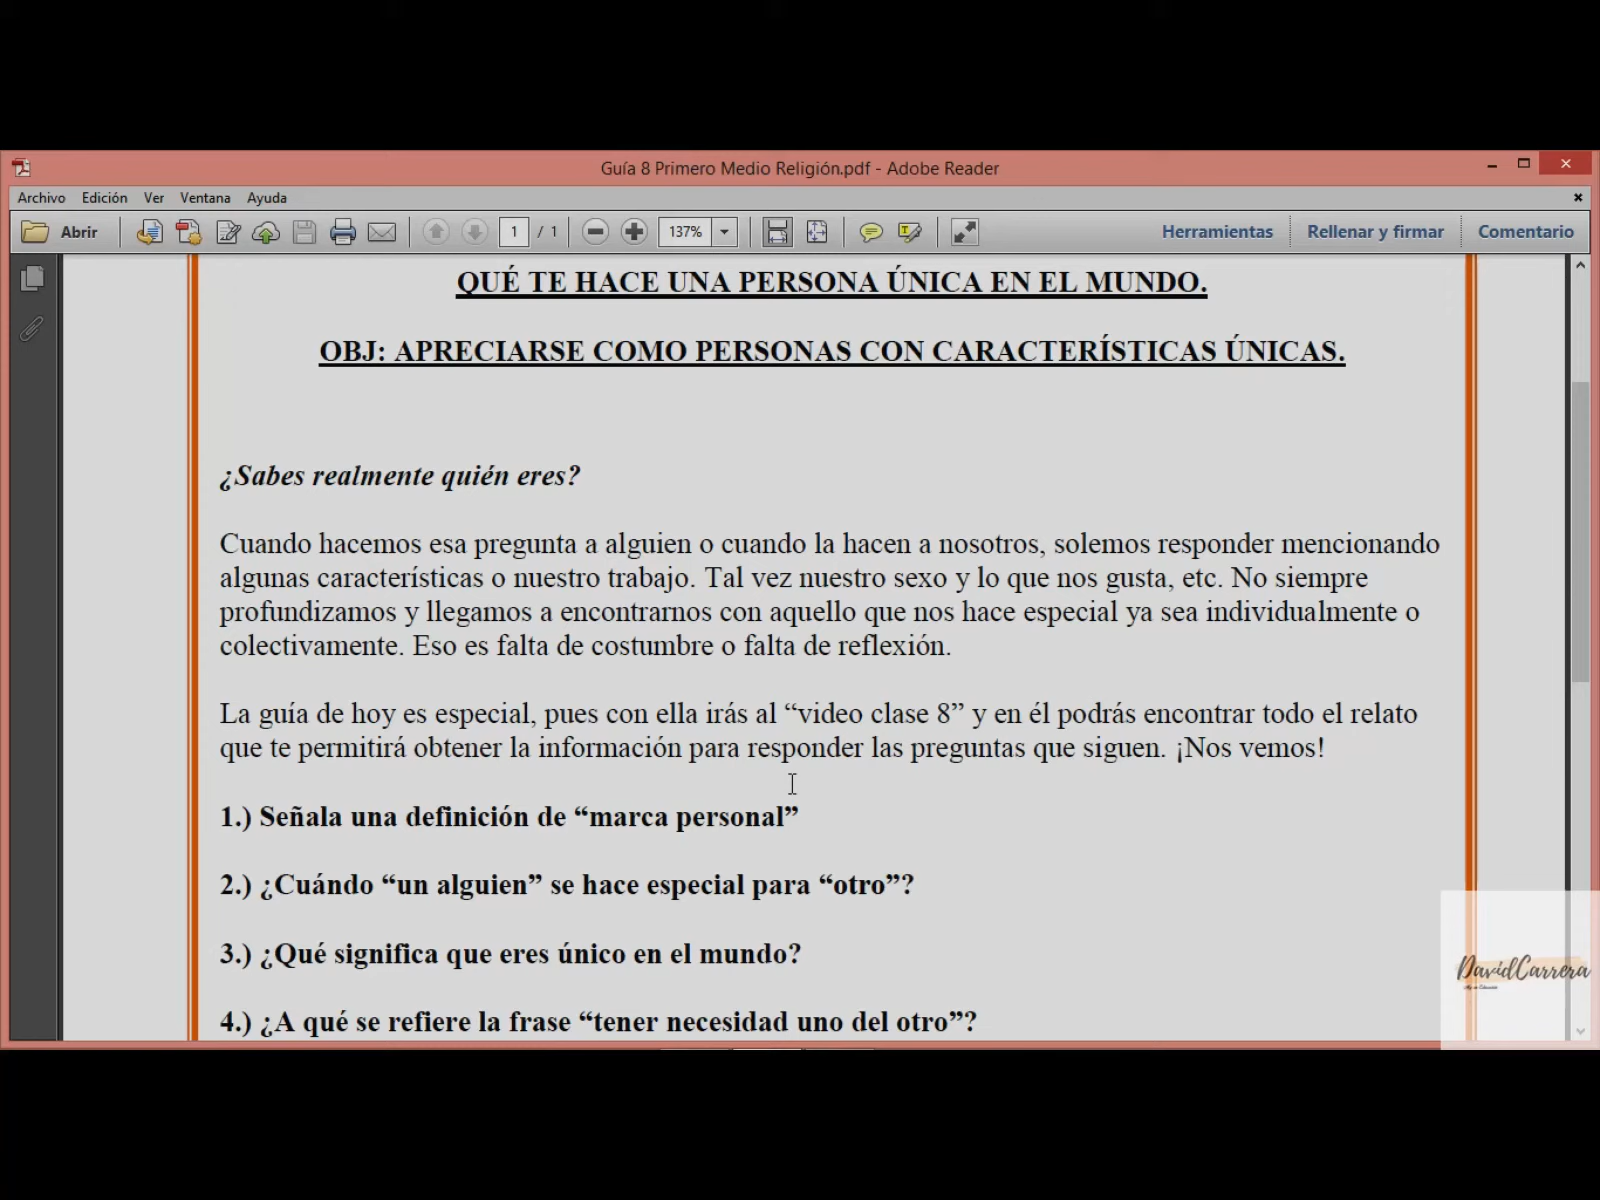 Guía 8 Primero Medio Religión.pdf - Adobe Reader
Archivo Edición Ver Ventana Ayuda
Abrir 1 / 1 137% Herramientas Rellenar y firmar Comentario
QUÉ TE HACE UNA PERSONA ÚNICA EN EL MUNDO.
OBJ: APRECIARSE COMO PERSONAS CON CARACTERÍSTICAS ÚNICAS.
¿Sabes realmente quién eres?
Cuando hacemos esa pregunta a alguien o cuando la hacen a nosotros, solemos responder mencionando
algunas características o nuestro trabajo. Tal vez nuestro sexo y lo que nos gusta, etc. No siempre
profundizamos y llegamos a encontrarnos con aquello que nos hace especial ya sea individualmente o
colectivamente. Eso es falta de costumbre o falta de reflexión.
La guía de hoy es especial, pues con ella irás al “video clase 8” y en él podrás encontrar todo el relato
que te permitirá obtener la información para responder las preguntas que siguen. ¡Nos vemos!
1.) Señala una definición de “marca personal”
2.) ¿Cuándo “un alguien” se hace especial para “otro”?
3.) ¿Qué significa que eres único en el mundo?
DavidCarrera
4.) ¿A qué se refiere la frase “tener necesidad uno del otro”?